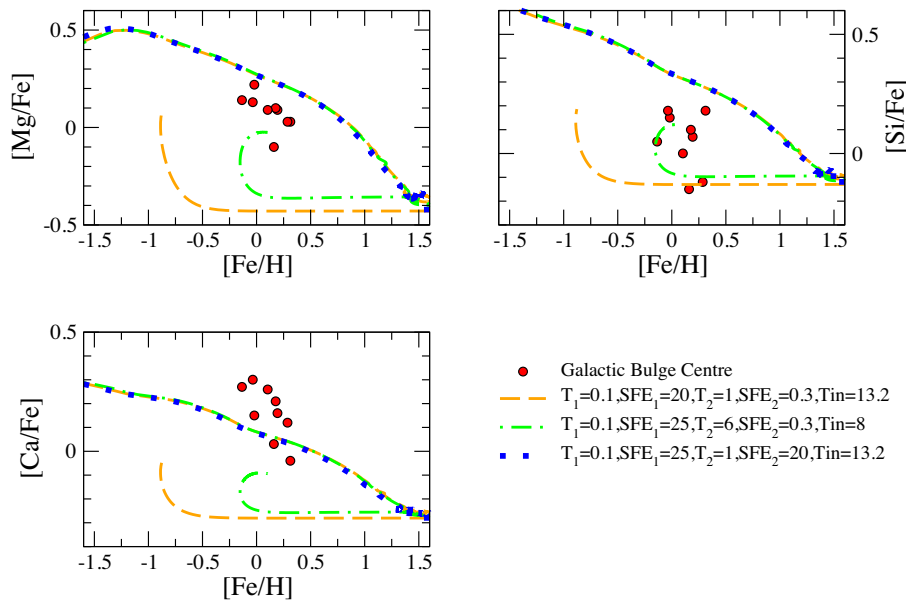 0.5
0
-0.5
[Mg/Fe]
-1.5 -1 -0.5 0 0.5 1 1.5
[Fe/H]
0.5
0
[Si/Fe]
-1.5 -1 -0.5 0 0.5 1 1.5
[Fe/H]
0.5
0
[Ca/Fe]
-1.5 -1 -0.5 0 0.5 1 1.5
[Fe/H]
Galactic Bulge Centre
T1=0.1,SFE1=20,T2=1,SFE2=0.3,Tin=13.2
T1=0.1,SFE1=25,T2=6,SFE2=0.3,Tin=8
T1=0.1,SFE1=25,T2=1,SFE2=20,Tin=13.2